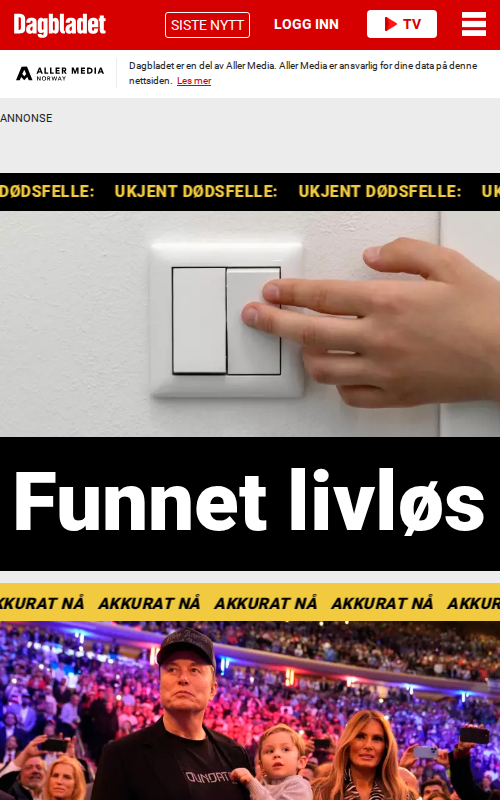 Dagbladet
SISTE NYTT
LOGG INN
TV
ALLER MEDIA
NORWAY
Dagbladet er en del av Aller Media. Aller Media er ansvarlig for dine data på denne
nettsiden. Les mer
ANNONSE
DØDSFELLE: UKJENT DØDSFELLE: UKJENT DØDSFELLE: UK
Funnet livløs
KKURAT NÅ AKKURAT NÅ AKKURAT NÅ AKKURAT NÅ AKKUR